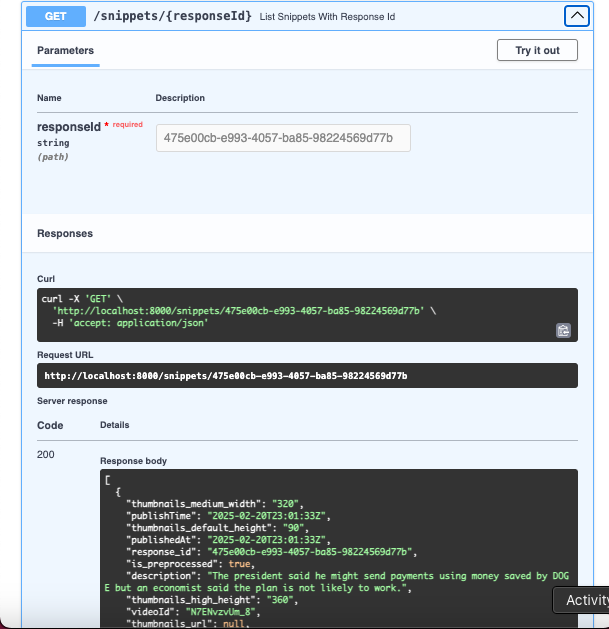 GET /snippets/{responseId} List Snippets With Response Id
Parameters
Try it out
Name Description
responseId * required
string
(path)
475e00cb-e993-4057-ba85-98224569d77b
Responses
Curl
curl -X 'GET' \
'http://localhost:8000/snippets/475e00cb-e993-4057-ba85-98224569d77b' \
-H 'accept: application/json'
Request URL
http://localhost:8000/snippets/475e00cb-e993-4057-ba85-98224569d77b
Server response
Code Details
200
Response body
[
{
"thumbnails_medium_width": "320",
"publishTime": "2025-02-20T23:01:33Z",
"thumbnails_default_height": "90",
"publishedAt": "2025-02-20T23:01:33Z",
"response_id": "475e00cb-e993-4057-ba85-98224569d77b",
"is_preprocessed": true,
"description": "The president said he might send payments using money saved by DOG
E but an economist said the plan is not likely to work.",
"thumbnails_high_height": "360",
"videoId": "N7ENvzvUm_8",
"thumbnails_url": null,
Activity